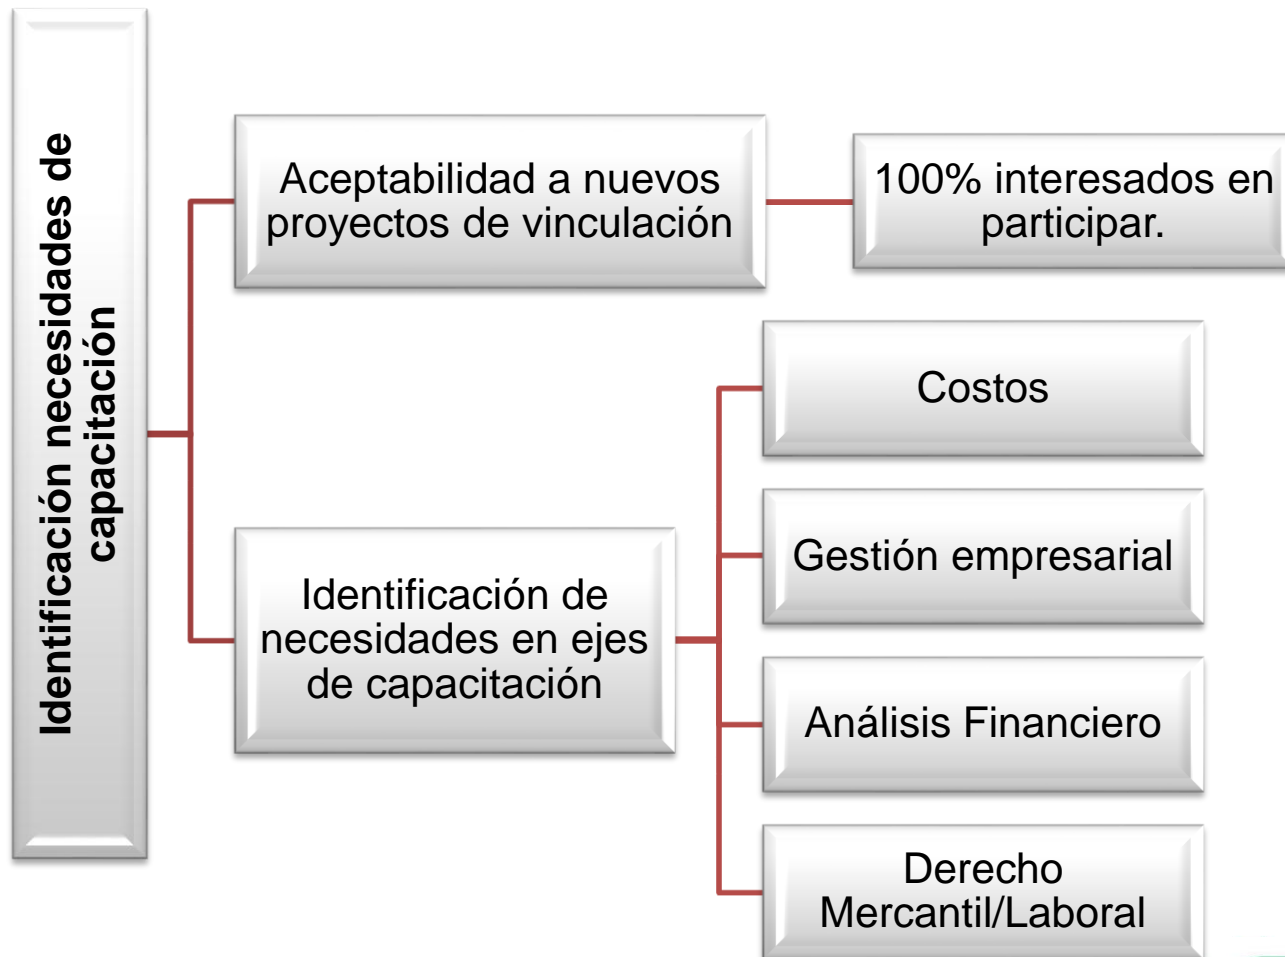 Identificación necesidades de
capacitación
Aceptabilidad a nuevos
proyectos de vinculación
100% interesados en
participar.
Identificación de
necesidades en ejes
de capacitación
Costos
Gestión empresarial
Análisis Financiero
Derecho
Mercantil/Laboral